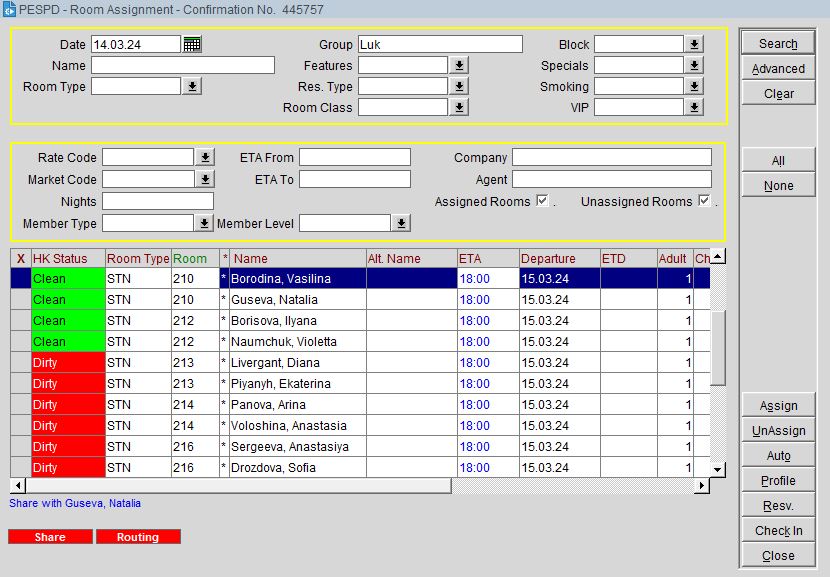 PESPD - Room Assignment - Confirmation No. 445757
Date 14.03.24 Group Luk Block
Name Features Specials
Room Type Res. Type Smoking
Room Class VIP
Search
Advanced
Clear
Rate Code ETA From Company
Market Code ETA To Agent
Nights Assigned Rooms . Unassigned Rooms .
Member Type Member Level
All
None
X HK Status Room Type Room * Name Alt. Name ETA Departure ETD Adult Ch
Clean STN 210 * Borodina, Vasilina 18:00 15.03.24 1
Clean STN 210 * Guseva, Natalia 18:00 15.03.24 1
Clean STN 212 * Borisova, Ilyana 18:00 15.03.24 1
Clean STN 212 * Naumchuk, Violetta 18:00 15.03.24 1
Dirty STN 213 * Livergant, Diana 18:00 15.03.24 1
Dirty STN 213 * Piyanyh, Ekaterina 18:00 15.03.24 1
Dirty STN 214 * Panova, Arina 18:00 15.03.24 1
Dirty STN 214 * Voloshina, Anastasia 18:00 15.03.24 1
Dirty STN 216 * Sergeeva, Anastasiya 18:00 15.03.24 1
Dirty STN 216 * Drozdova, Sofia 18:00 15.03.24 1
Share with Guseva, Natalia
Share Routing
Assign
UnAssign
Auto
Profile
Resv.
Check In
Close